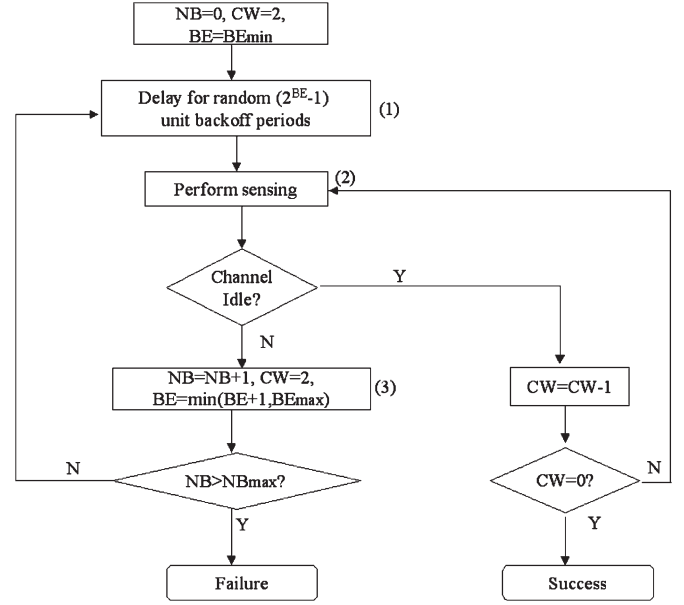 NB=0, CW=2,
BE=BEmin
Delay for random (2^BE-1)
unit backoff periods
(1)
Perform sensing
(2)
Channel
Idle?
Y
N
NB=NB+1, CW=2,
BE=min(BE+1,BEmax)
(3)
CW=CW-1
N
NB>NBmax?
CW=0?
N
Y
Y
Failure
Success